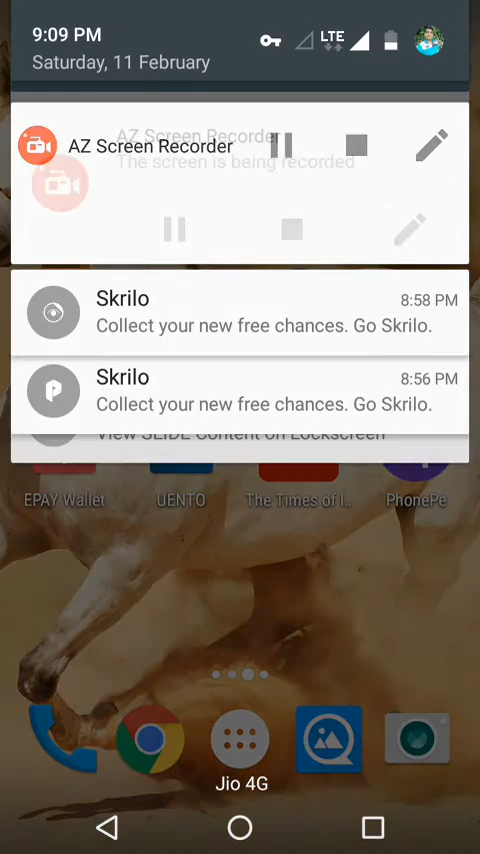 9:09 PM
LTE
Saturday, 11 February
AZ Screen Recorder
AZ Screen Recorder
The screen is being recorded
Skrilo
8:58 PM
Collect your new free chances. Go Skrilo.
Skrilo
8:56 PM
Collect your new free chances. Go Skrilo.
View SLIDE Content on Lockscreen
EPAY Wallet
UENTO
The Times of I..
PhonePe
Jio 4G